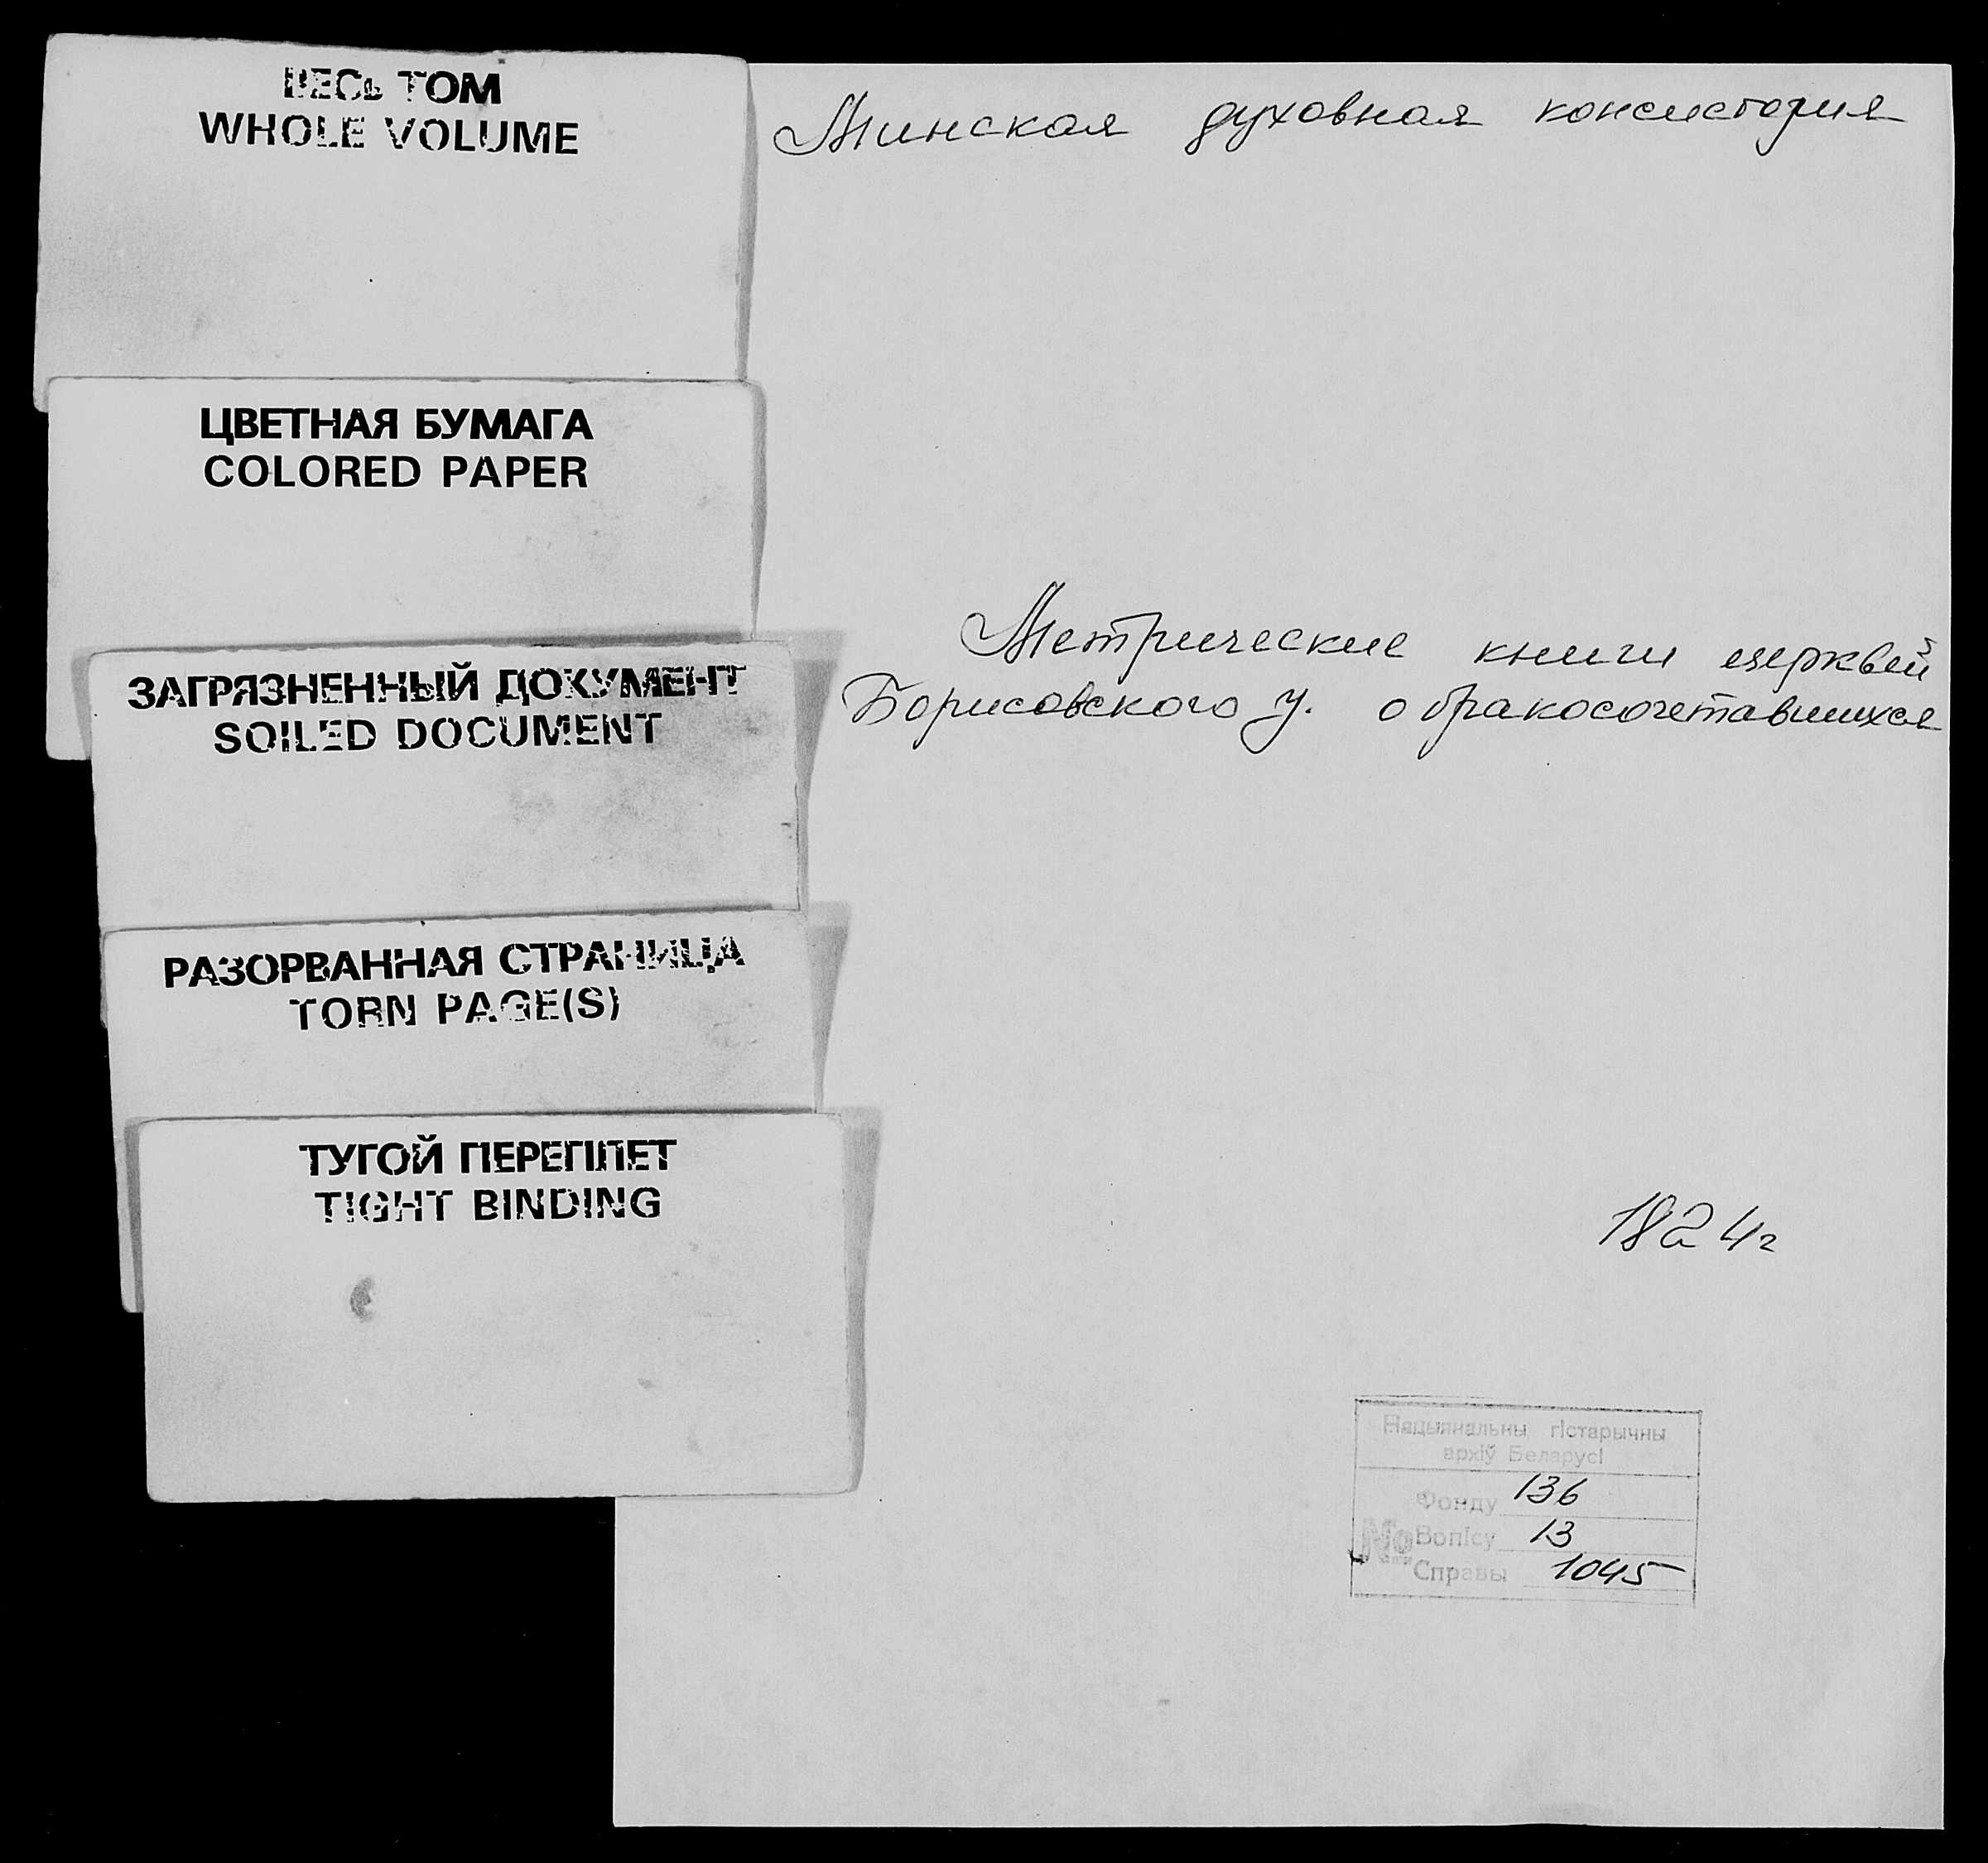 ВЕСЬ ТОМ
WHOLE VOLUME
ЦВЕТНАЯ БУМАГА
COLORED PAPER
ЗАГРЯЗНЕННЫЙ ДОКУМЕНТ
SOILED DOCUMENT
РАЗОРВАННАЯ СТРАНИЦА
TORN PAGE(S)
ТУГОЙ ПЕРЕПЛЕТ
TIGHT BINDING
Минская духовная консистория
Метрические книги церквей
Борисовского у. о бракосочетавшихся
1824г
Нацыянальны гістарычны
архіў Беларусі
Фонду 136
№ Вопісу 13
Справы 1045